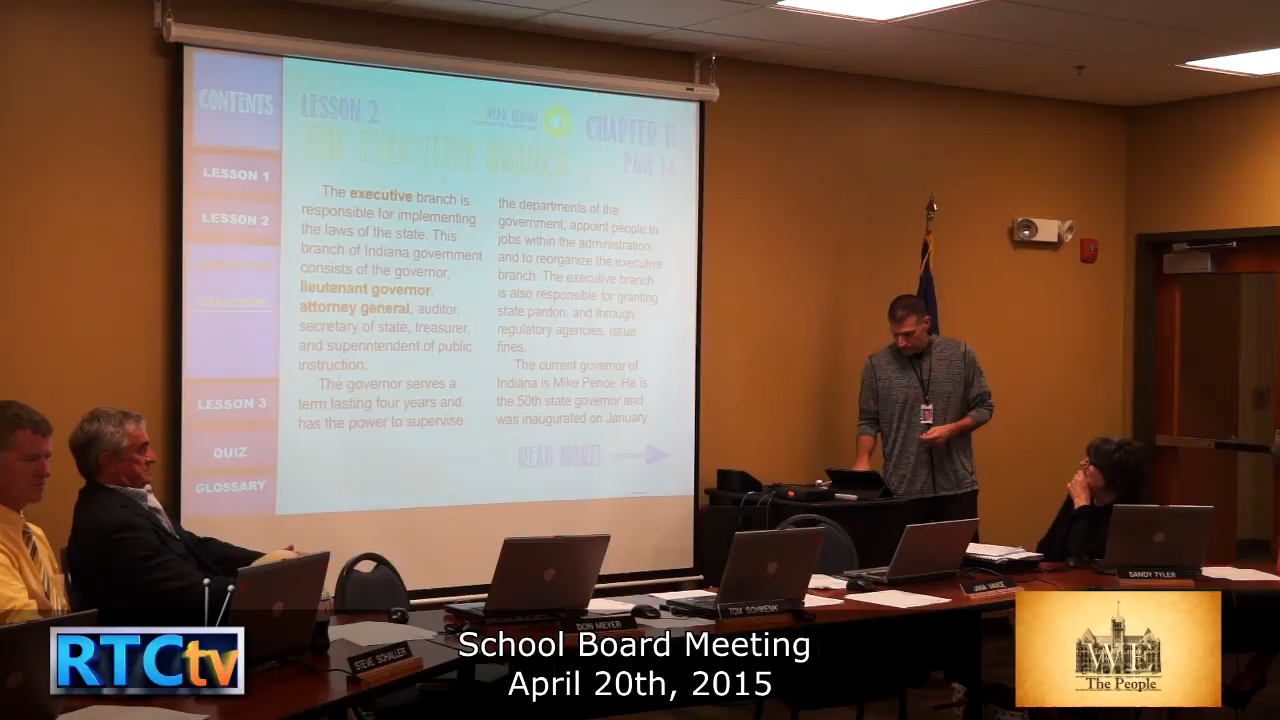 CONTENTS
LESSON 1
LESSON 2
LESSON 3
QUIZ
GLOSSARY
LESSON 2
THE EXECUTIVE BRANCH
READ ALONG
CHAPTER 11
PAGE 14
The executive branch is
responsible for implementing
the laws of the state. This
branch of Indiana government
consists of the governor,
lieutenant governor,
attorney general, auditor,
secretary of state, treasurer,
and superintendent of public
instruction.
The governor serves a
term lasting four years and
has the power to supervise
the departments of the
government, appoint people to
jobs within the administration
and to reorganize the executive
branch. The executive branch
is also responsible for granting
state pardon, and through
regulatory agencies, issue
fines.
The current governor of
Indiana is Mike Pence. He is
the 50th state governor and
was inaugurated on January
READ MORE!
STEVE SCHALLER
DON MEYER
TOM SCHWENK
JANA VANCE
SANDY TYLER
RTCtv
School Board Meeting
April 20th, 2015
WE
The People